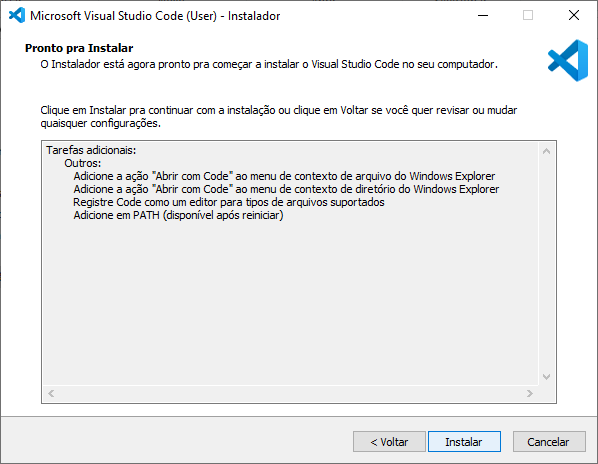 Microsoft Visual Studio Code (User) - Instalador
Pronto pra Instalar
O Instalador está agora pronto pra começar a instalar o Visual Studio Code no seu computador.
Clique em Instalar pra continuar com a instalação ou clique em Voltar se você quer revisar ou mudar
quaisquer configurações.
Tarefas adicionais:
Outros:
Adicione a ação "Abrir com Code" ao menu de contexto de arquivo do Windows Explorer
Adicione a ação "Abrir com Code" ao menu de contexto de diretório do Windows Explorer
Registre Code como um editor para tipos de arquivos suportados
Adicione em PATH (disponível após reiniciar)
< Voltar
Instalar
Cancelar